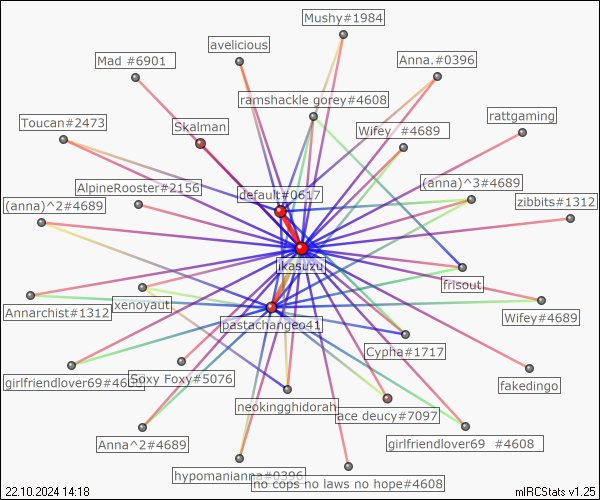 Mushy#1984
avelicious
Mad #6901
Anna.#0396
ramshackle gorey#4608
rattgaming
Toucan#2473
Skalman
Wifey #4689
AlpineRooster#2156
default#0617
(anna)^3#4689
zibbits#1312
(anna)^2#4689
ikasuzu
frisout
Annarchist#1312
xenoyaut
Wifey#4689
pastachangeo41
Cypha#1717
girlfriendlover69#46
Soxy Foxy#5076
fakedingo
neokingghidorah
ace deucy#7097
Anna^2#4689
girlfriendlover69 #4608
hypomanianna#0396
no cops no laws no hope#4608
22.10.2024 14:18
mIRCStats v1.25